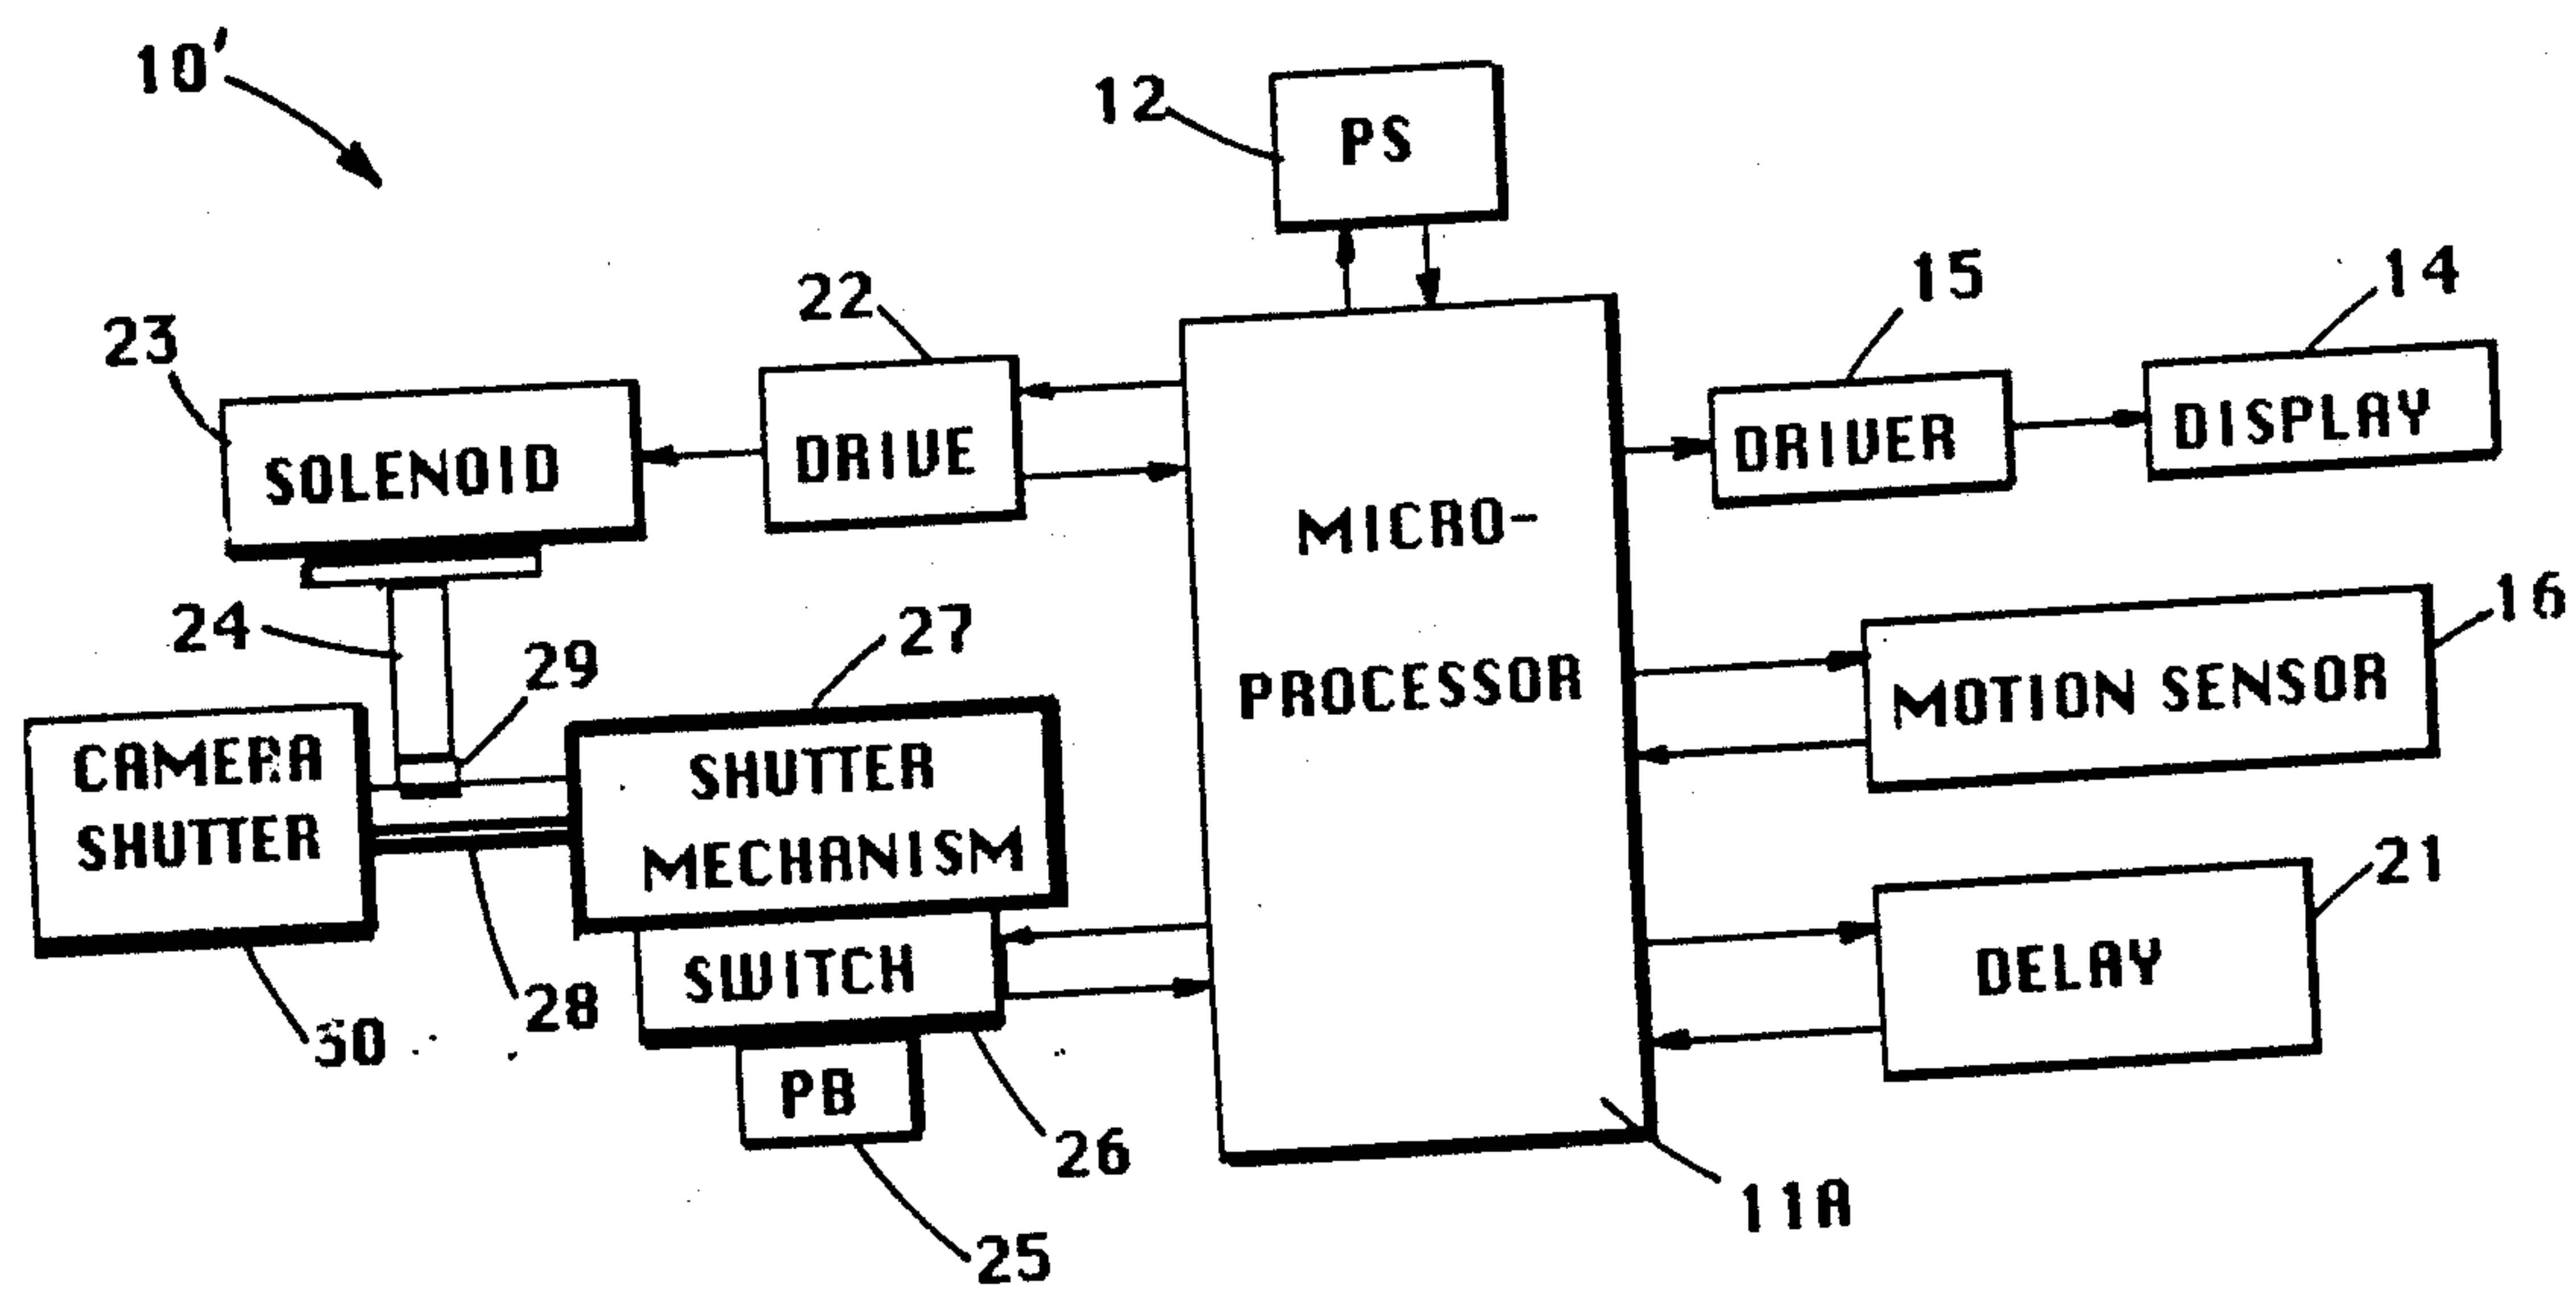 10'
12
PS
15
14
22
23
DRIVER
DISPLAY
SOLENOID
DRIVE
MICRO-
PROCESSOR
16
MOTION SENSOR
24
29
27
CAMERA
SHUTTER
SHUTTER
MECHANISM
21
DELAY
SWITCH
28
30
PB
26
25
11A